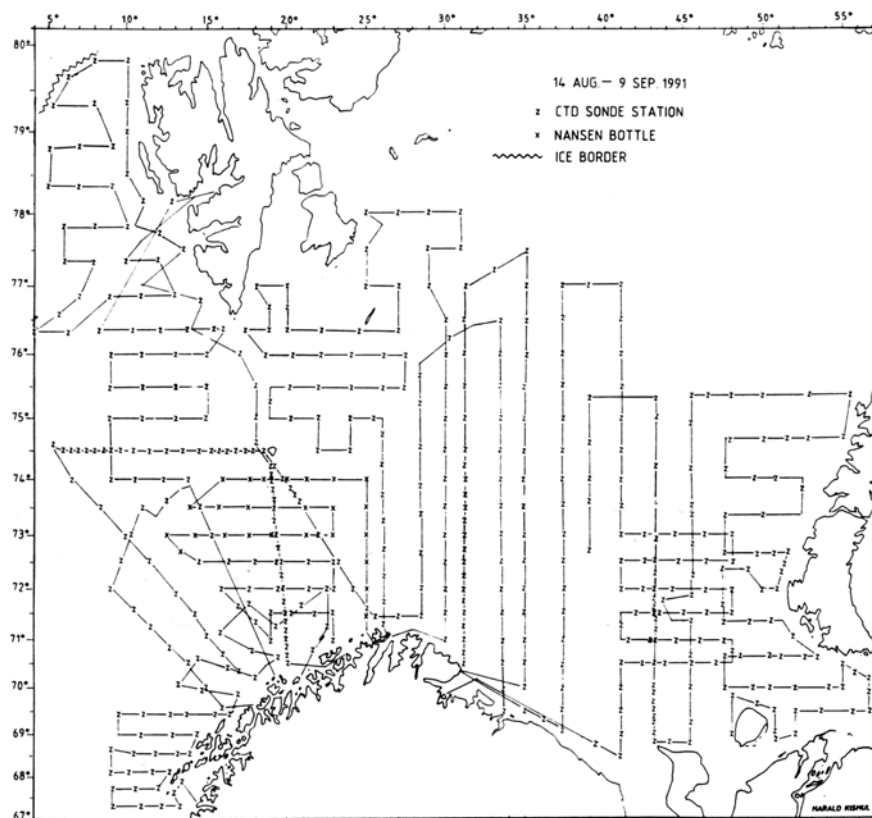 5° 10° 15° 20° 25° 30° 35° 40° 45° 50° 55°
80°
14 AUG.— 9 SEP. 1991
z CTD SONDE STATION
79°
x NANSEN BOTTLE
ICE BORDER
78°
77°
76°
75°
74°
73°
72°
71°
70°
69°
68°
67°
HARALD KISMUL